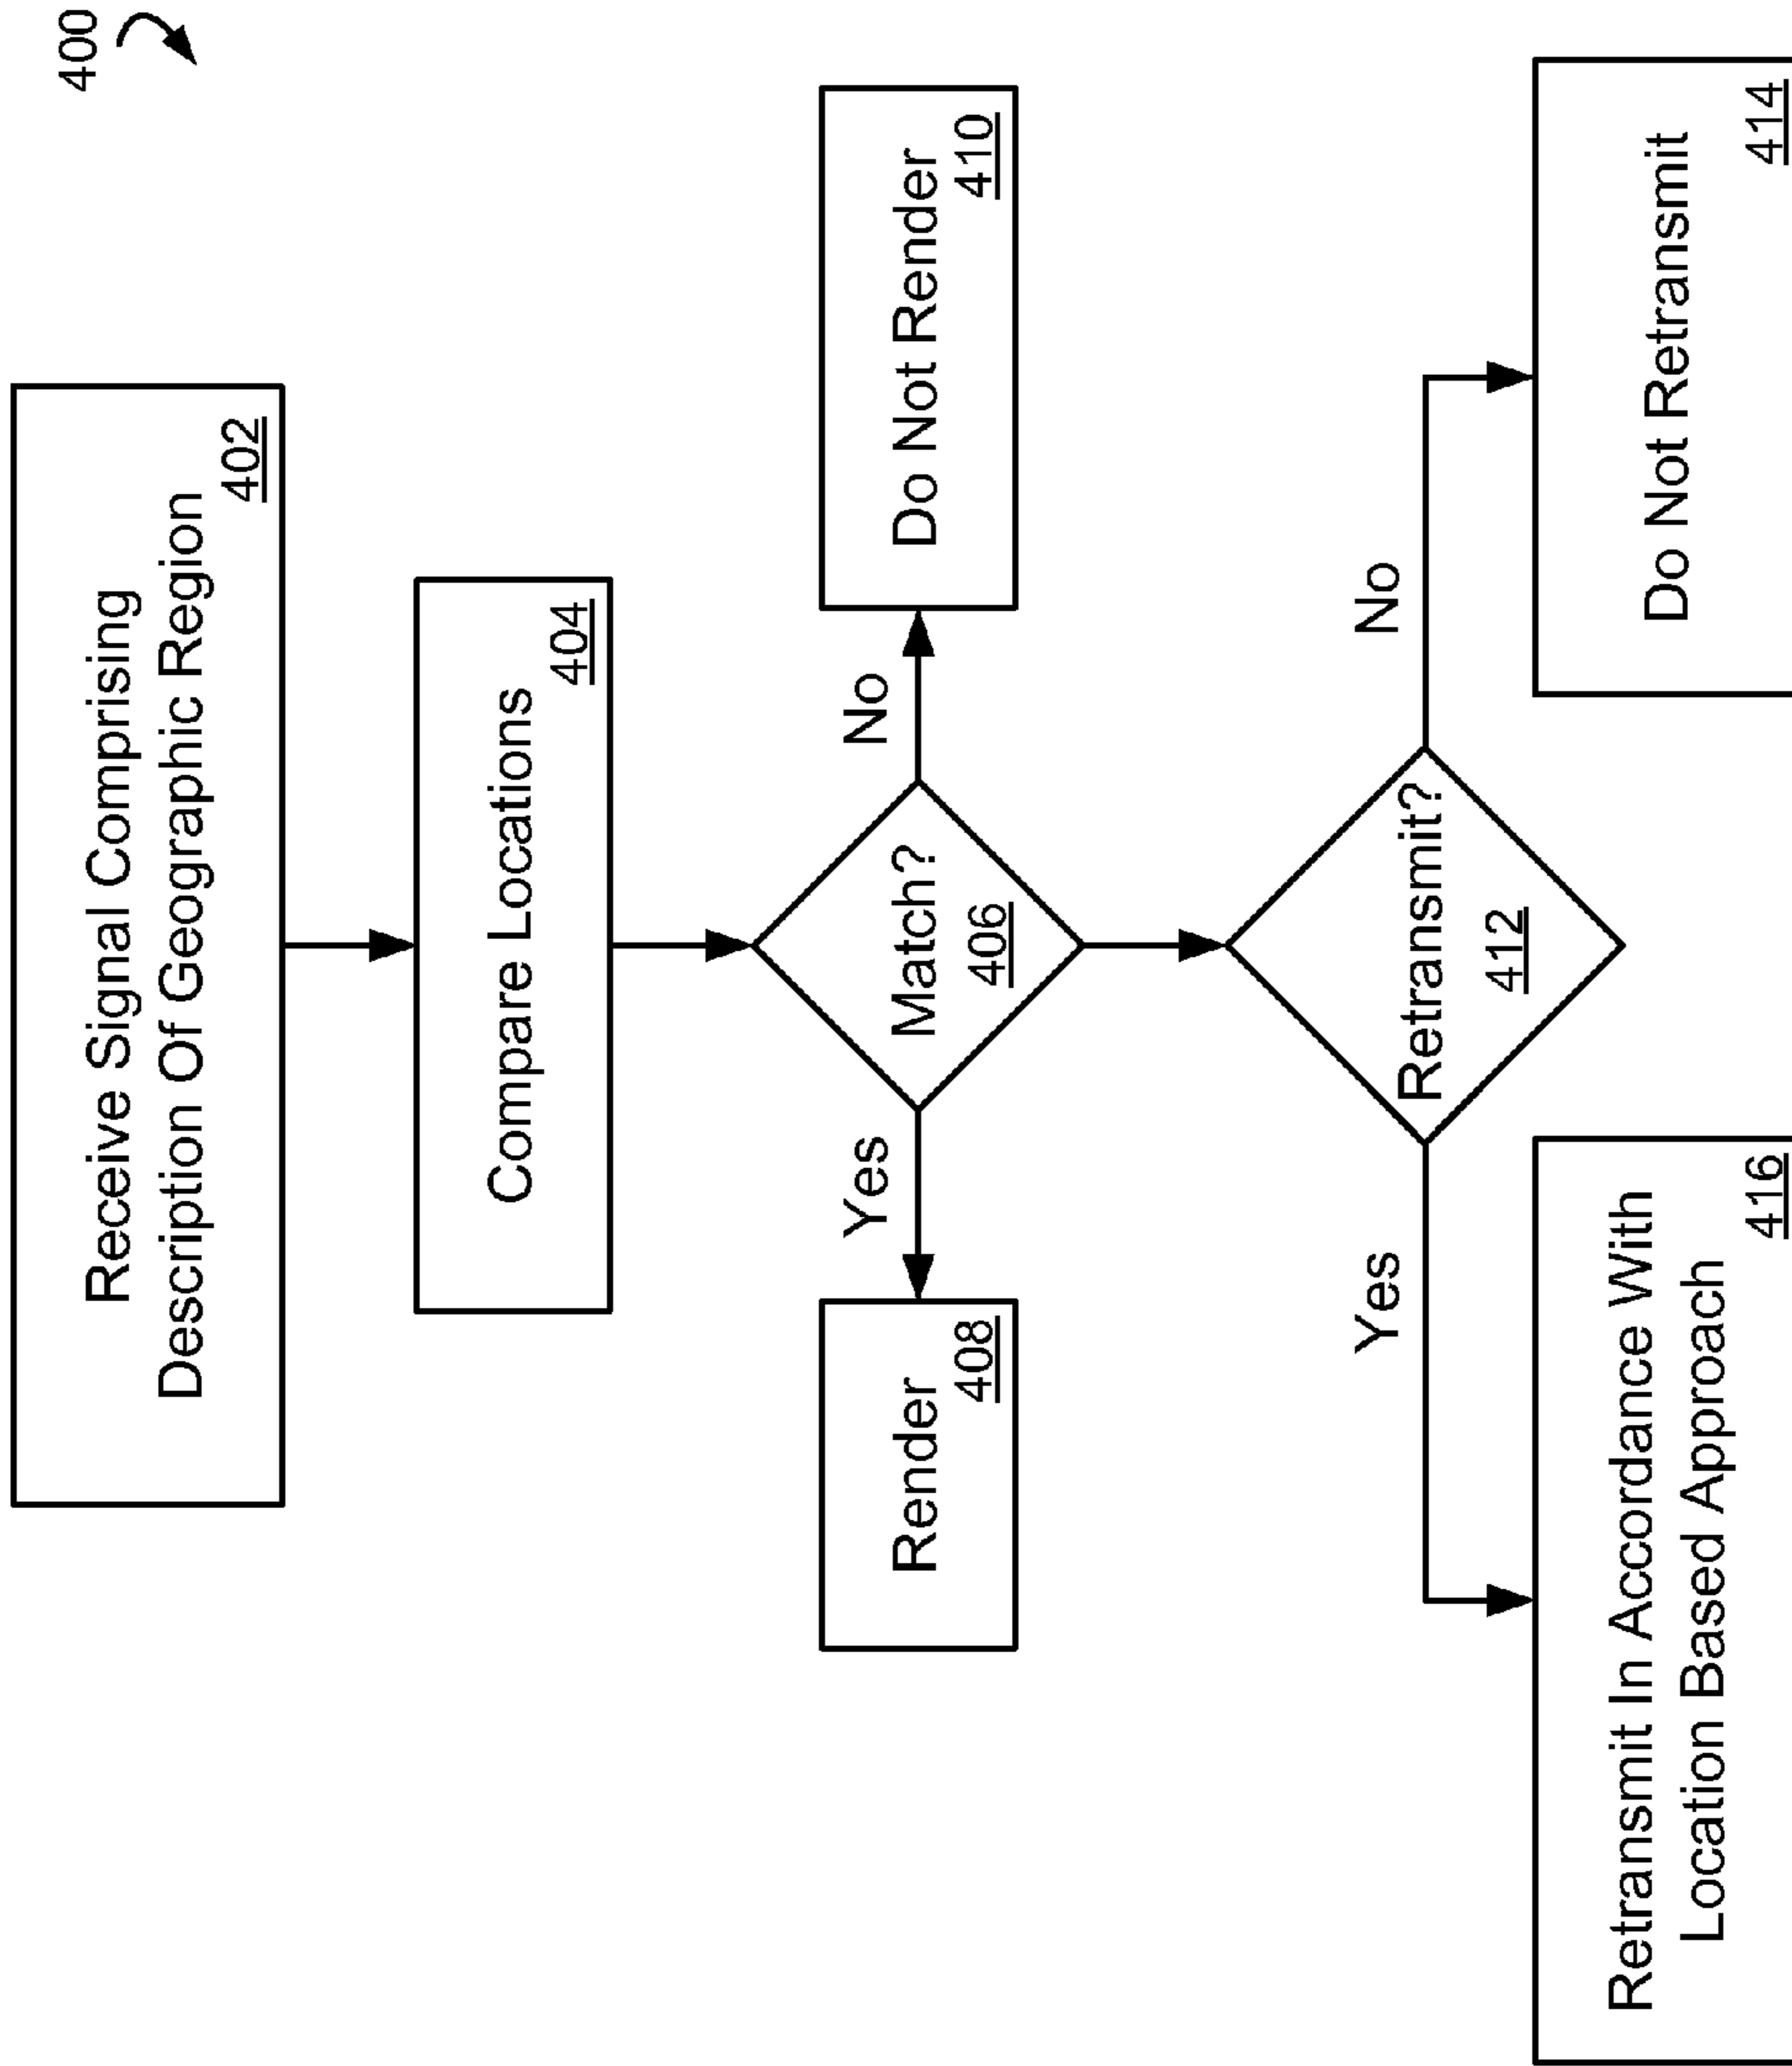 400
Receive Signal Comprising
Description Of Geographic Region
402
Compare Locations
404
Match?
406
Yes
No
Render
408
Do Not Render
410
Retransmit?
412
Yes
No
Retransmit In Accordance With
Location Based Approach
416
Do Not Retransmit
414